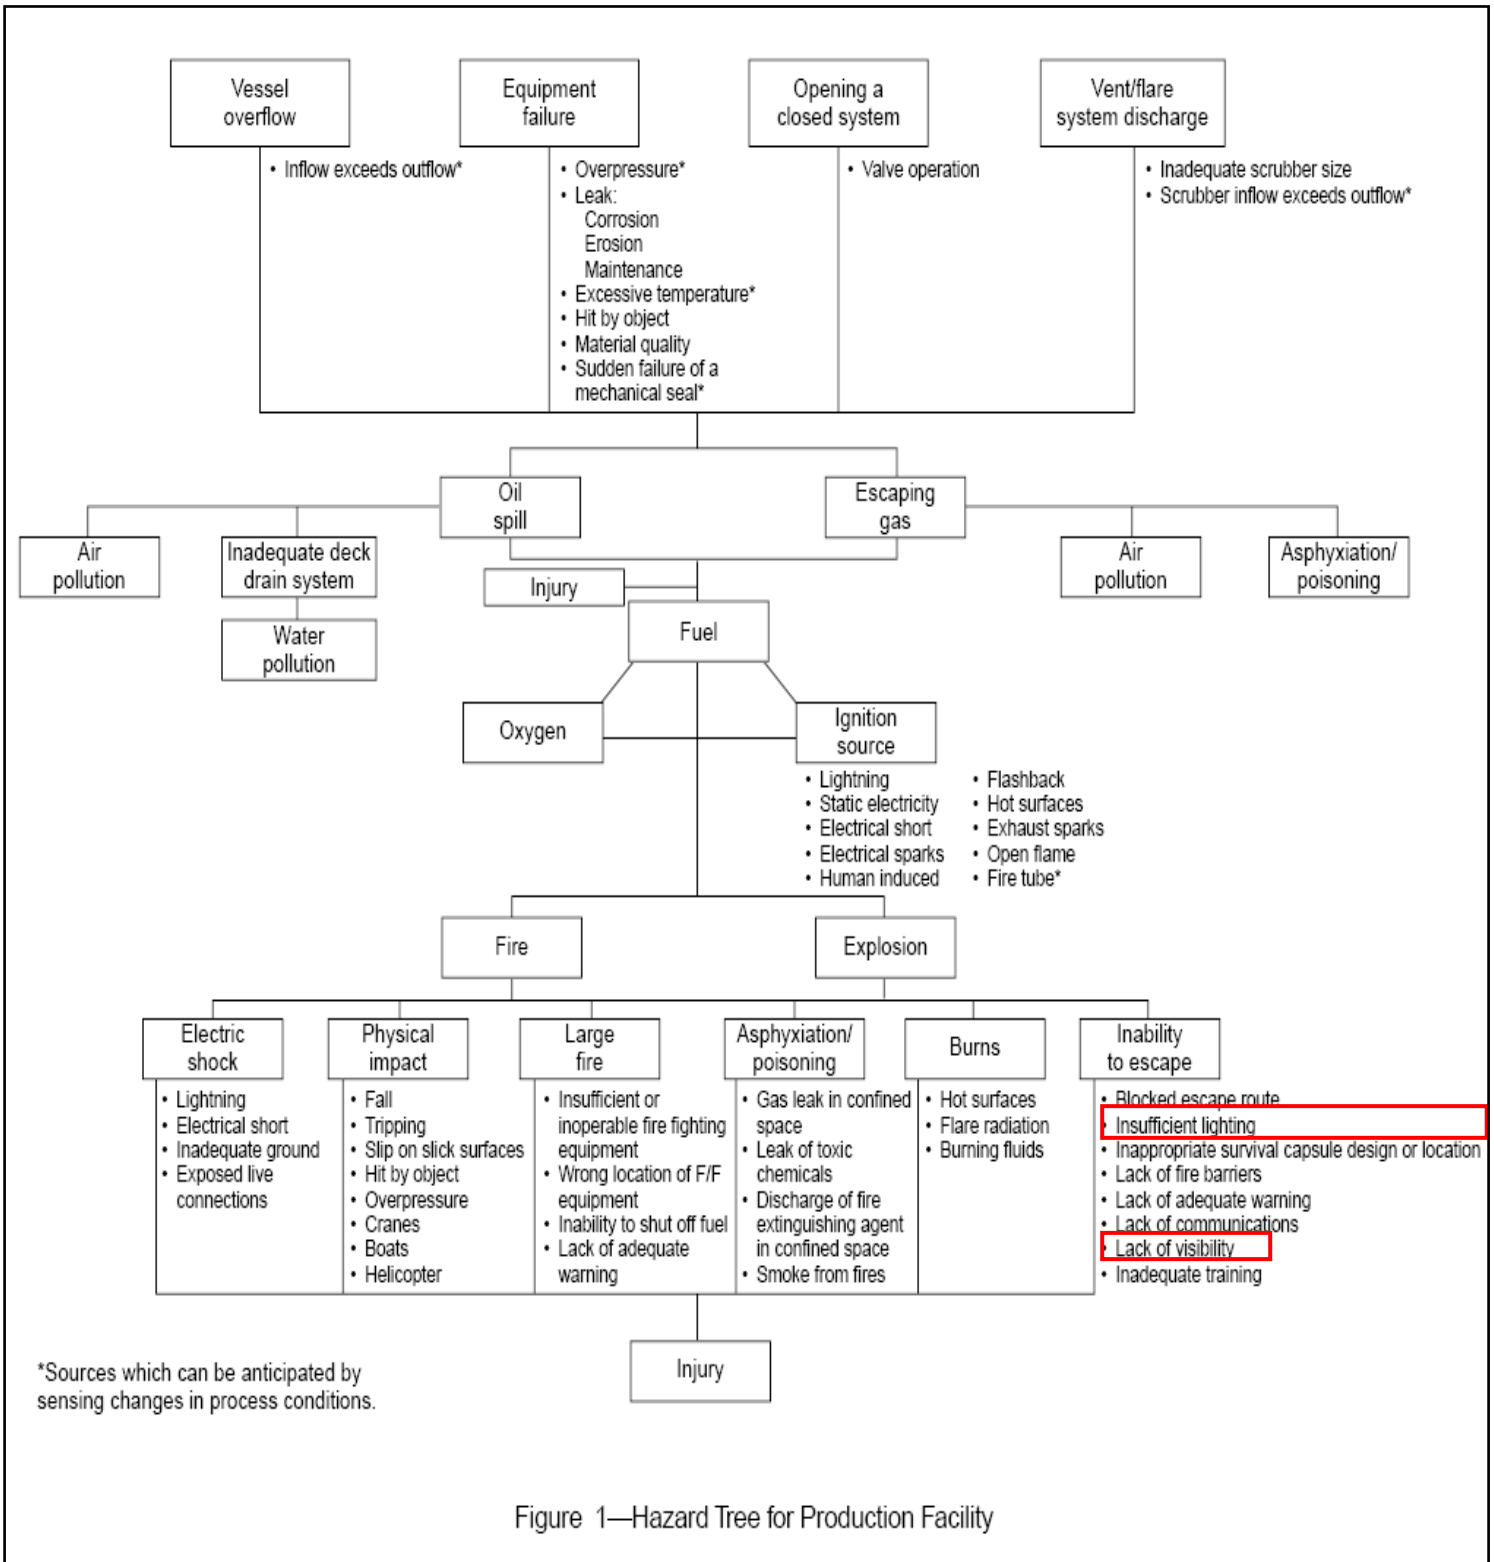 Vessel
overflow
Equipment
failure
Opening a
closed system
Vent/flare
system discharge
• Inflow exceeds outflow*
• Overpressure*
• Leak:
Corrosion
Erosion
Maintenance
• Excessive temperature*
• Hit by object
• Material quality
• Sudden failure of a
mechanical seal*
• Valve operation
• Inadequate scrubber size
• Scrubber inflow exceeds outflow*
Oil
spill
Escaping
gas
Air
pollution
Inadequate deck
drain system
Water
pollution
Injury
Air
pollution
Asphyxiation/
poisoning
Fuel
Oxygen
Ignition
source
• Lightning
• Static electricity
• Electrical short
• Electrical sparks
• Human induced
• Flashback
• Hot surfaces
• Exhaust sparks
• Open flame
• Fire tube*
Fire
Explosion
Electric
shock
• Lightning
• Electrical short
• Inadequate ground
• Exposed live
connections
Physical
impact
• Fall
• Tripping
• Slip on slick surfaces
• Hit by object
• Overpressure
• Cranes
• Boats
• Helicopter
Large
fire
• Insufficient or
inoperable fire fighting
equipment
• Wrong location of F/F
equipment
• Inability to shut off fuel
• Lack of adequate
warning
Asphyxiation/
poisoning
• Gas leak in confined
space
• Leak of toxic
chemicals
• Discharge of fire
extinguishing agent
in confined space
• Smoke from fires
Burns
• Hot surfaces
• Flare radiation
• Burning fluids
Inability
to escape
• Blocked escape route
• Insufficient lighting
• Inappropriate survival capsule design or location
• Lack of fire barriers
• Lack of adequate warning
• Lack of communications
• Lack of visibility
• Inadequate training
Injury
*Sources which can be anticipated by
sensing changes in process conditions.
Figure 1—Hazard Tree for Production Facility